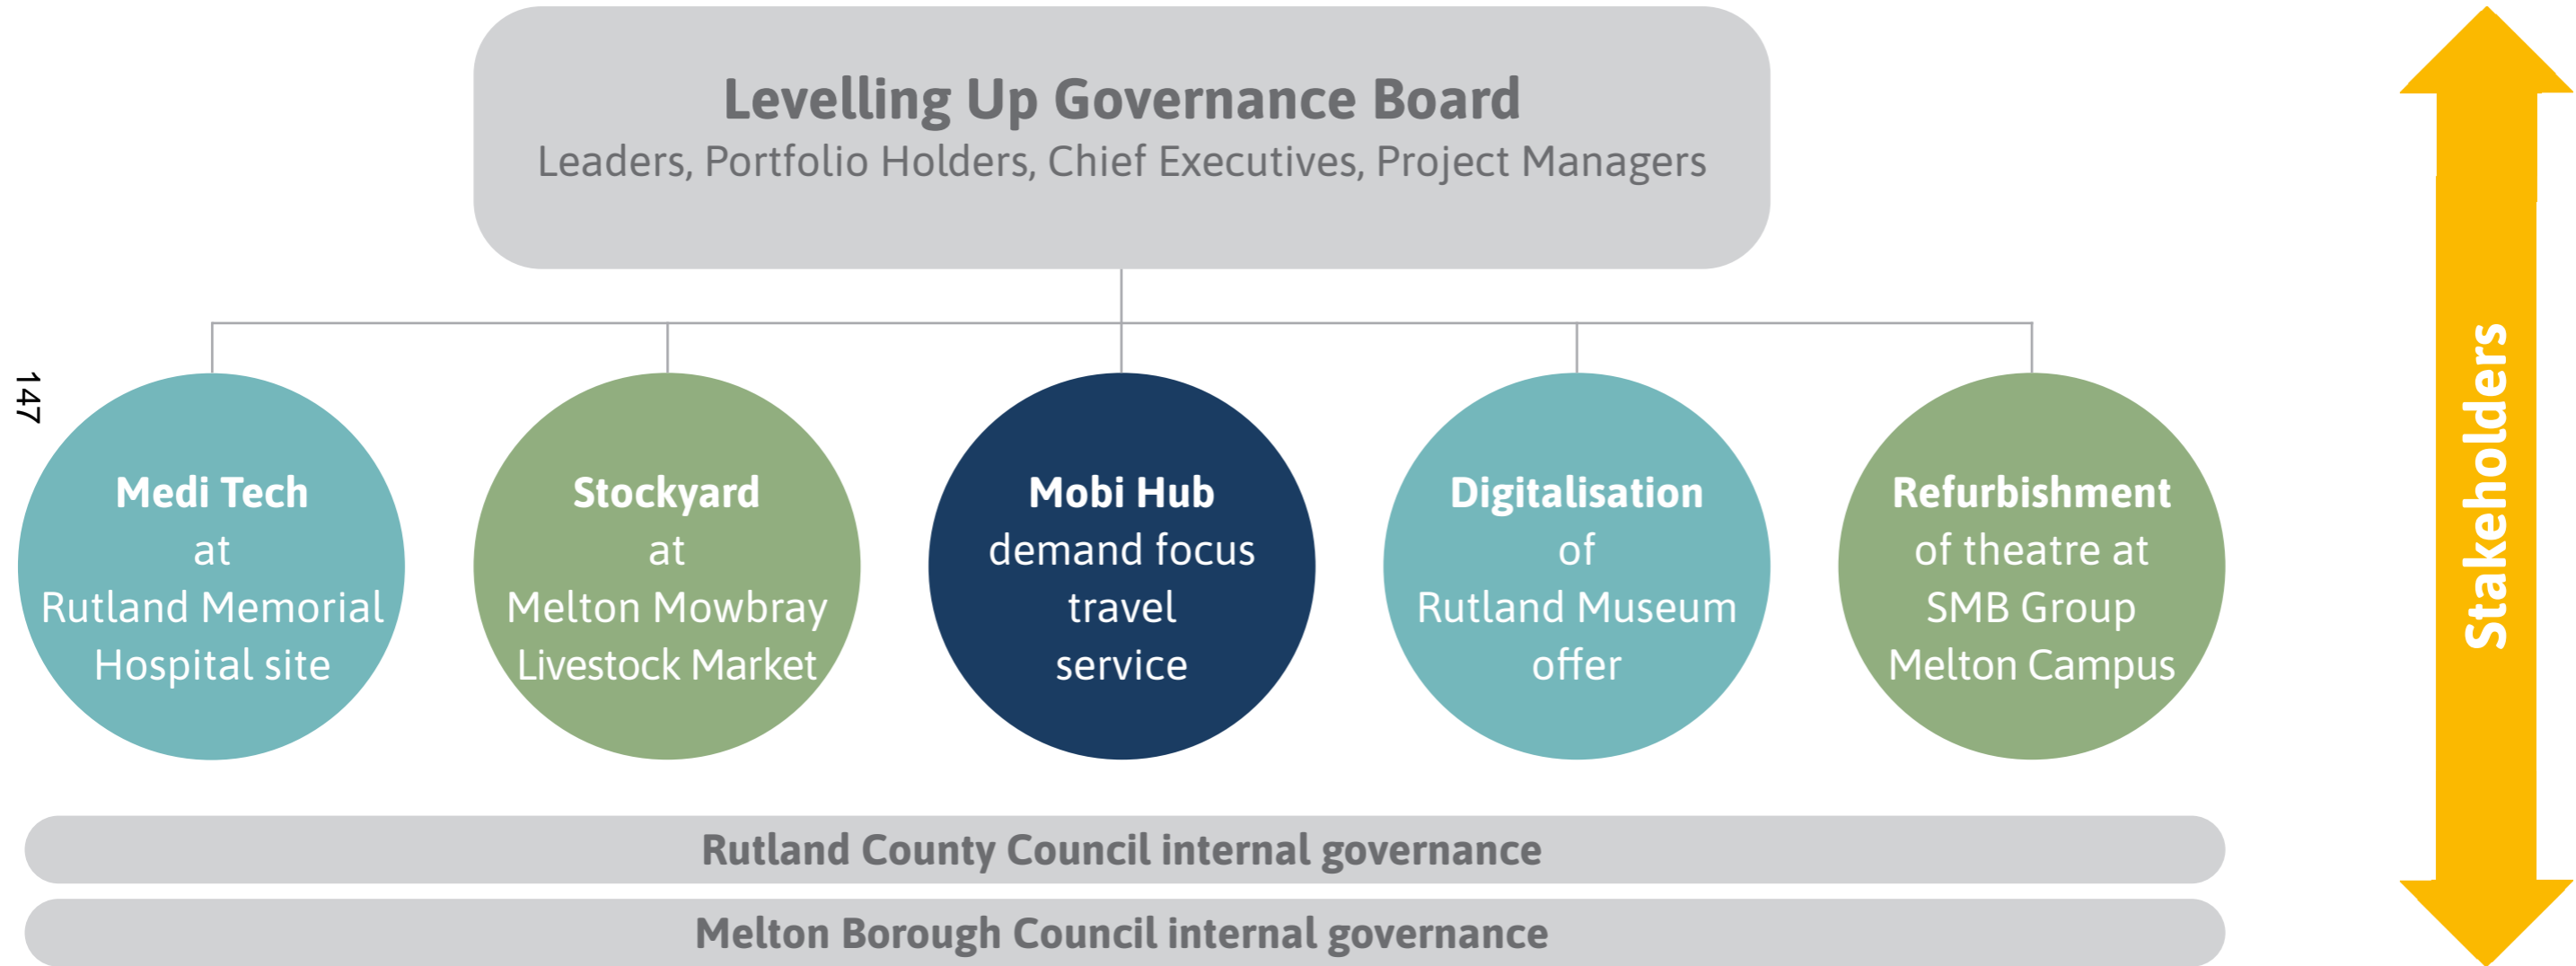 Levelling Up Governance Board
Leaders, Portfolio Holders, Chief Executives, Project Managers
147
Medi Tech
at
Rutland Memorial
Hospital site
Stockyard
at
Melton Mowbray
Livestock Market
Mobi Hub
demand focus
travel
service
Digitalisation
of
Rutland Museum
offer
Refurbishment
of theatre at
SMB Group
Melton Campus
Rutland County Council internal governance
Melton Borough Council internal governance
Stakeholders